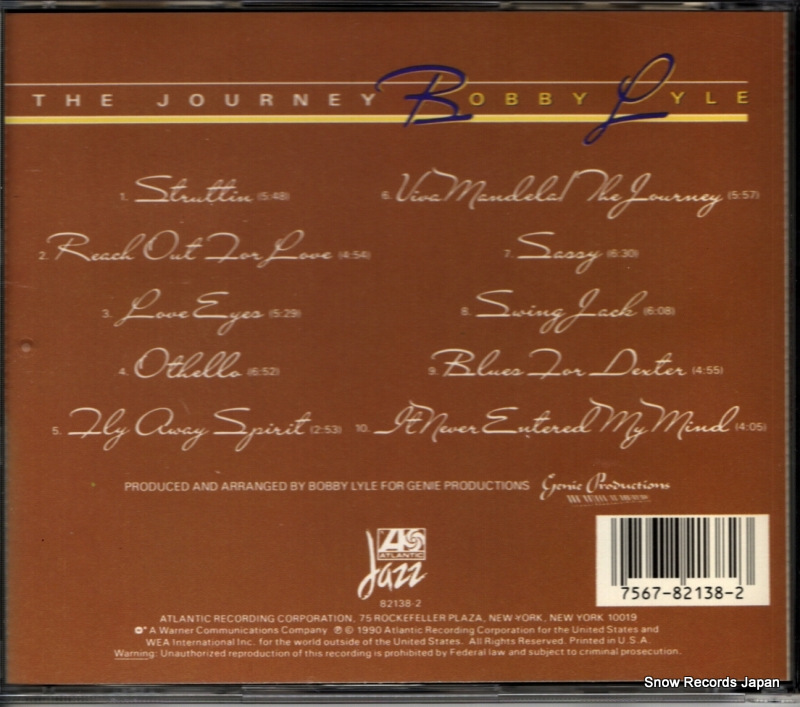 THE JOURNEY BOBBY LYLE
1. Struttin (5:48)
2. Reach Out For Love (4:54)
3. Love Eyes (5:29)
4. Othello (6:52)
5. Fly Away Spirit (2:53)
6. Viva Mandela/The Journey (5:57)
7. Sassy (6:30)
8. Swing Jack (6:08)
9. Blues For Dexter (4:55)
10. It Never Entered My Mind (4:05)
PRODUCED AND ARRANGED BY BOBBY LYLE FOR GENIE PRODUCTIONS Genie Productions
ATLANTIC
Jazz
82138-2
7567-82138-2
ATLANTIC RECORDING CORPORATION, 75 ROCKEFELLER PLAZA, NEW YORK, NEW YORK 10019
A Warner Communications Company ℗ © 1990 Atlantic Recording Corporation for the United States and
WEA International Inc. for the world outside of the United States. All Rights Reserved. Printed in U.S.A.
Warning: Unauthorized reproduction of this recording is prohibited by Federal law and subject to criminal prosecution.
Snow Records Japan